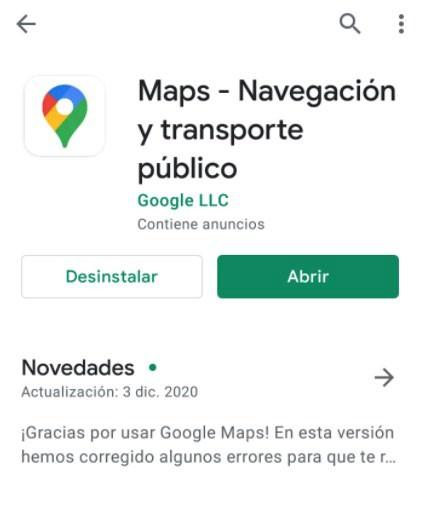 Maps - Navegación
y transporte
público
Google LLC
Contiene anuncios
Desinstalar
Abrir
Novedades
Actualización: 3 dic. 2020
¡Gracias por usar Google Maps! En esta versión
hemos corregido algunos errores para que te r...